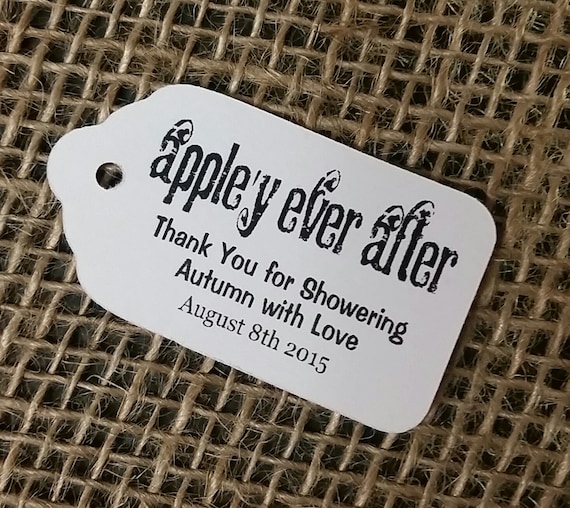 apple'y ever after
Thank You for Showering
Autumn with Love
August 8th 2015